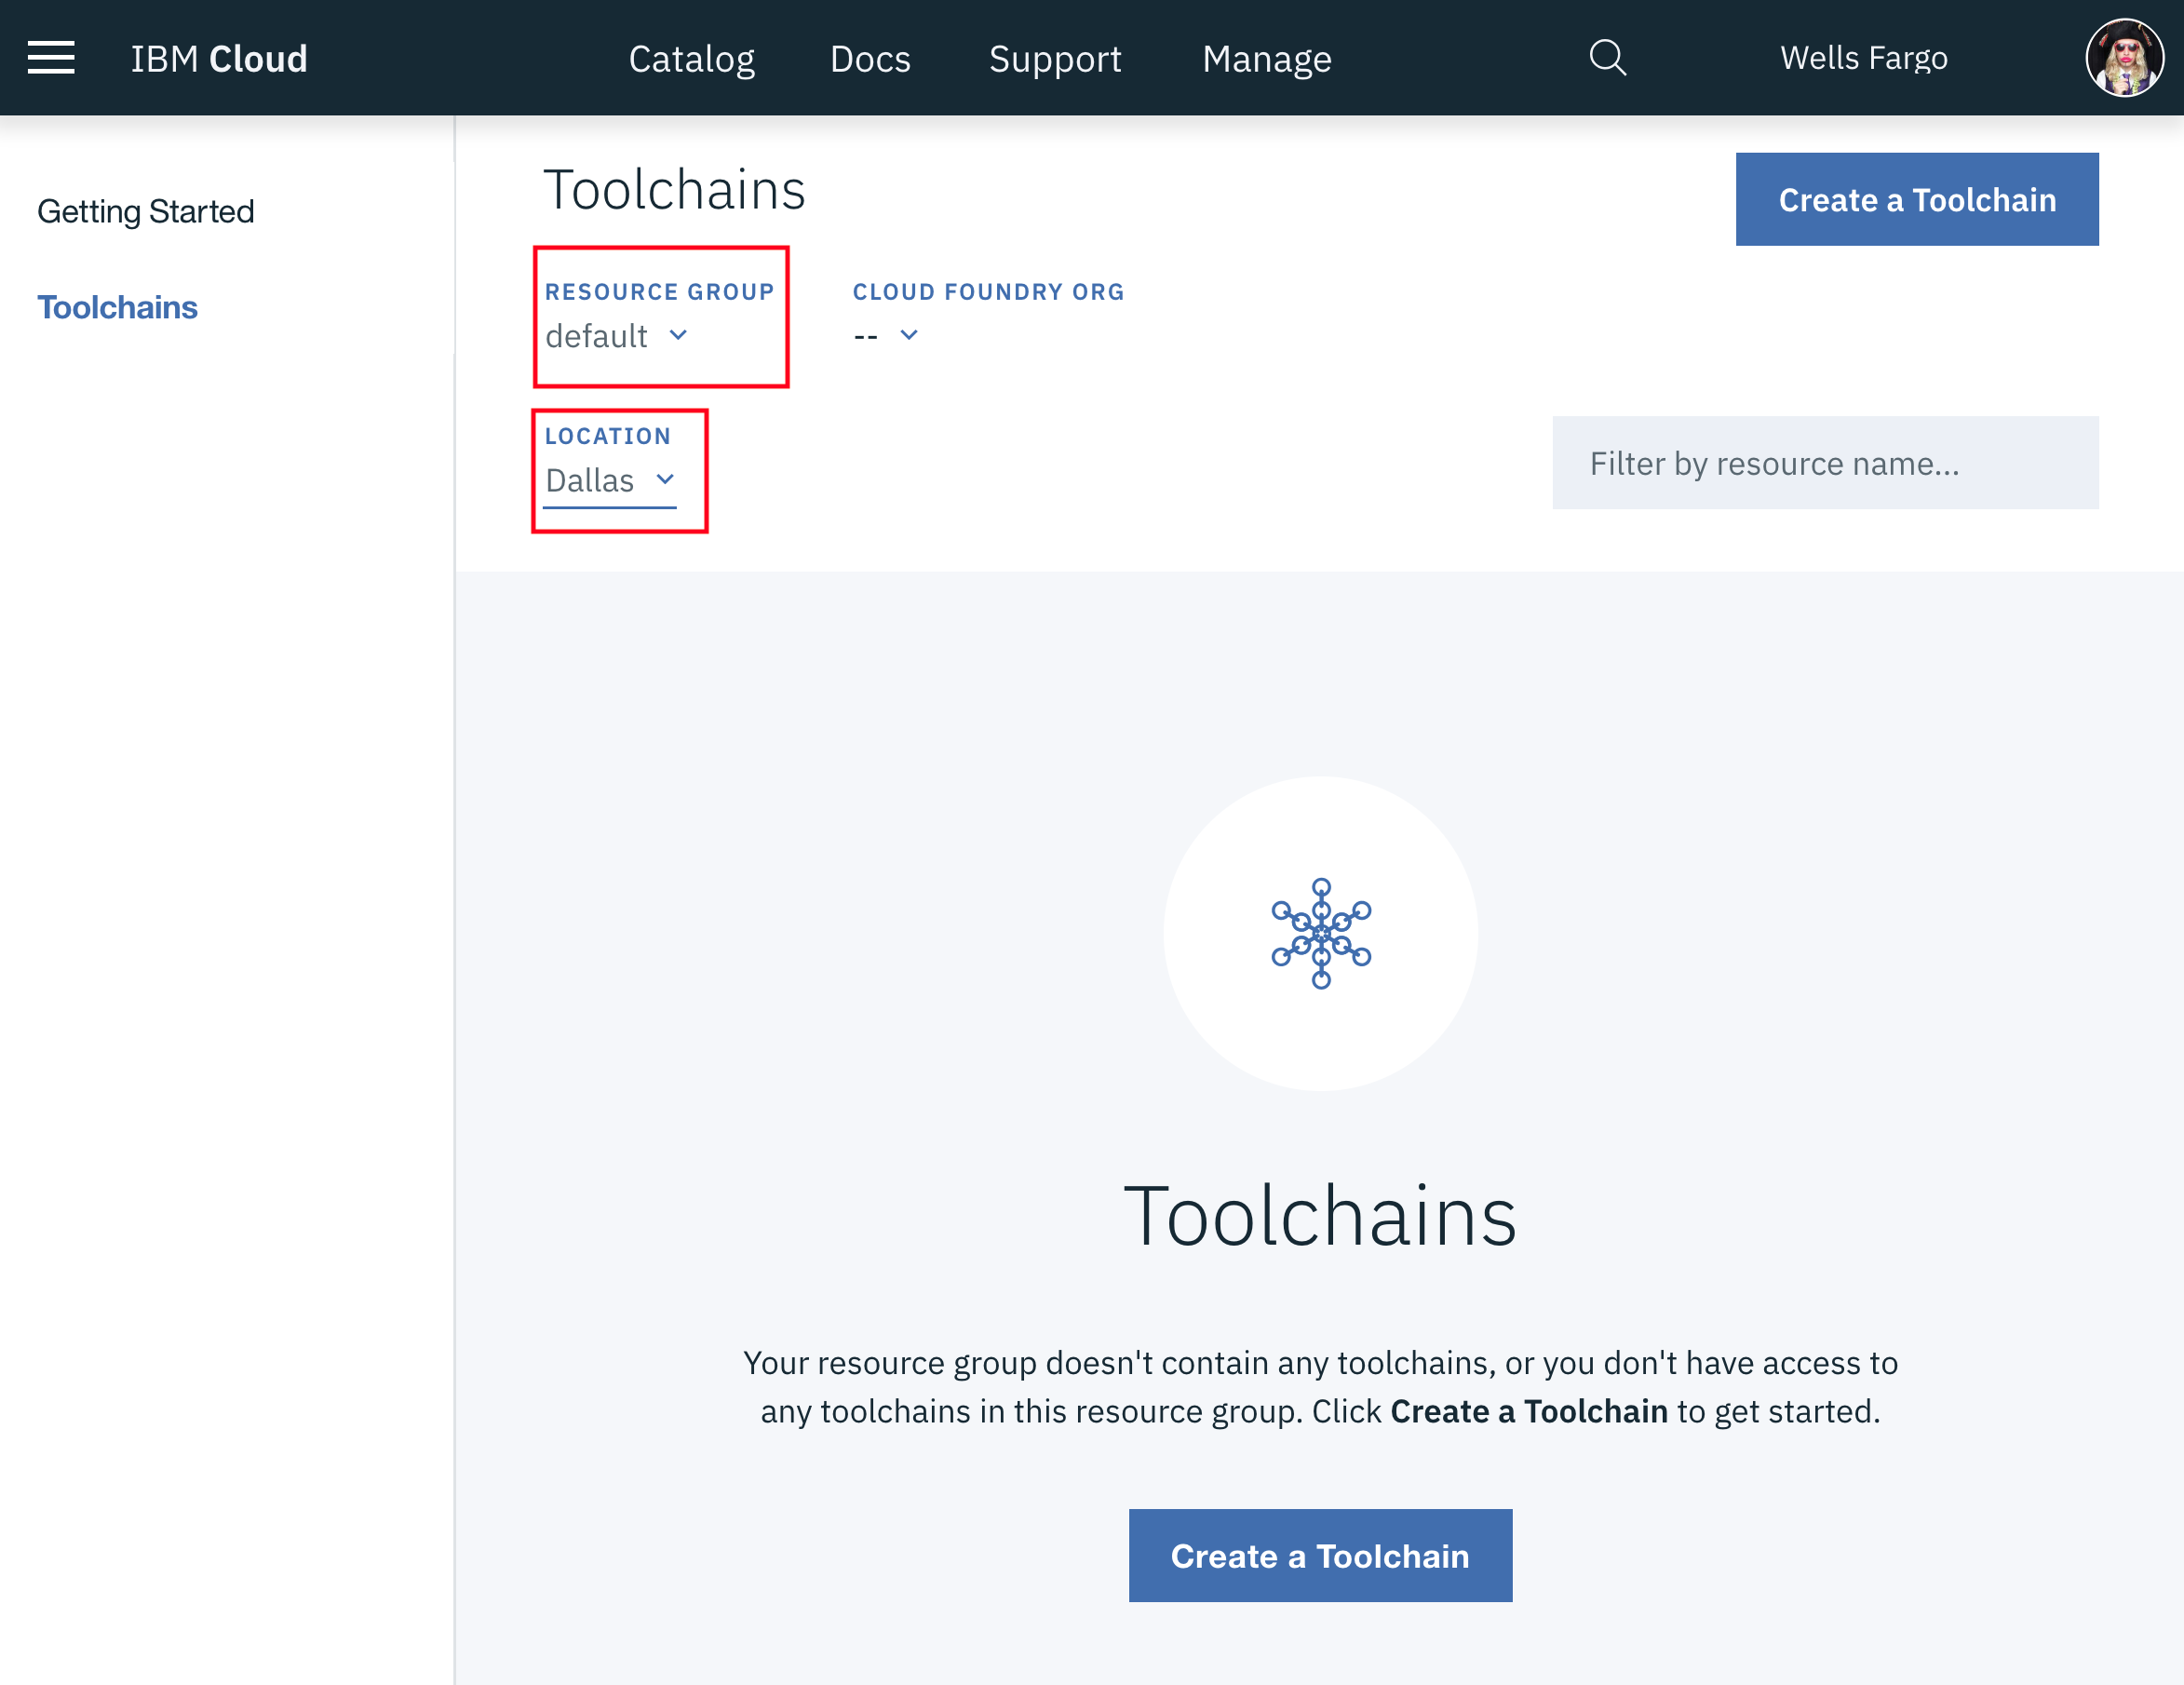 IBM Cloud
Catalog
Docs
Support
Manage
Wells Fargo
Getting Started
Toolchains
Toolchains
Create a Toolchain
RESOURCE GROUP
default
CLOUD FOUNDRY ORG
--
LOCATION
Dallas
Filter by resource name...
Toolchains
Your resource group doesn't contain any toolchains, or you don't have access to
any toolchains in this resource group. Click Create a Toolchain to get started.
Create a Toolchain